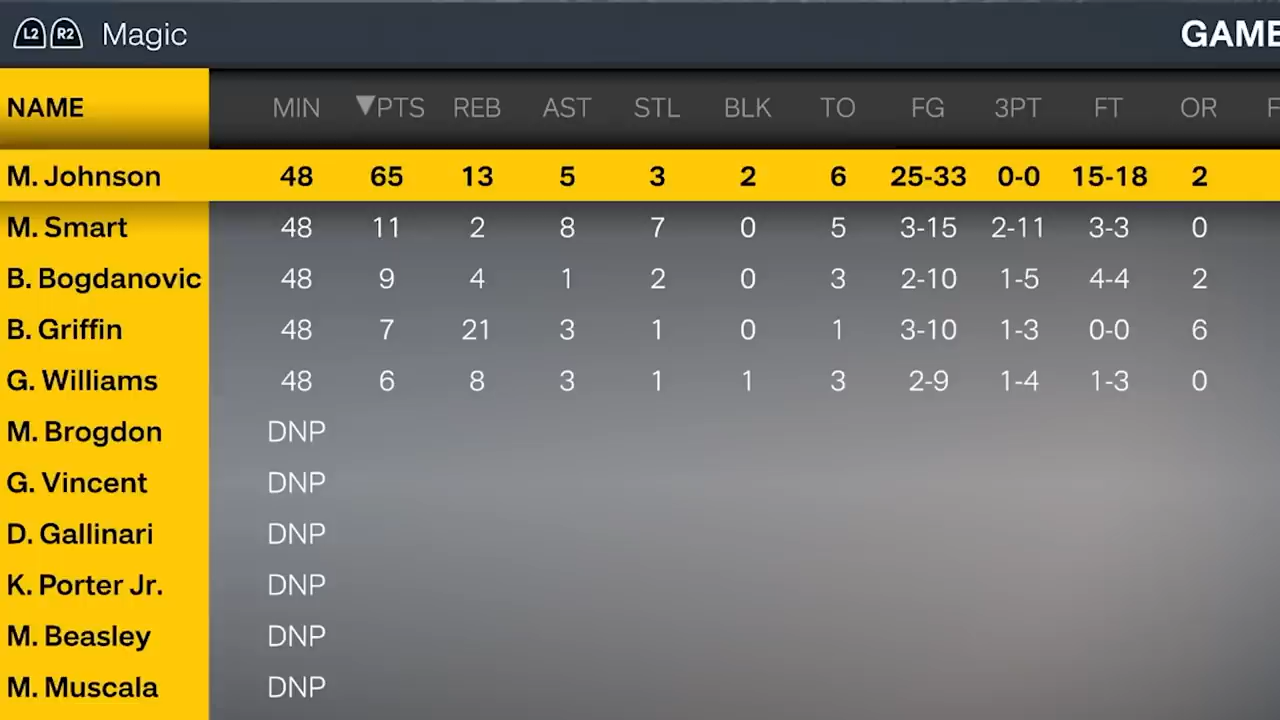 L2 R2 Magic GAME
NAME MIN ▼PTS REB AST STL BLK TO FG 3PT FT OR F
M. Johnson 48 65 13 5 3 2 6 25-33 0-0 15-18 2
M. Smart 48 11 2 8 7 0 5 3-15 2-11 3-3 0
B. Bogdanovic 48 9 4 1 2 0 3 2-10 1-5 4-4 2
B. Griffin 48 7 21 3 1 0 1 3-10 1-3 0-0 6
G. Williams 48 6 8 3 1 1 3 2-9 1-4 1-3 0
M. Brogdon DNP
G. Vincent DNP
D. Gallinari DNP
K. Porter Jr. DNP
M. Beasley DNP
M. Muscala DNP